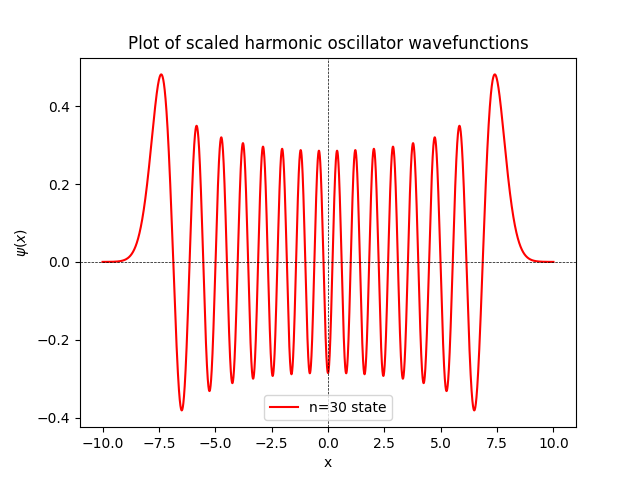 Plot of scaled harmonic oscillator wavefunctions
0.4
0.2
0.0
−0.2
−0.4
ψ(x)
n=30 state
−10.0 −7.5 −5.0 −2.5 0.0 2.5 5.0 7.5 10.0
x